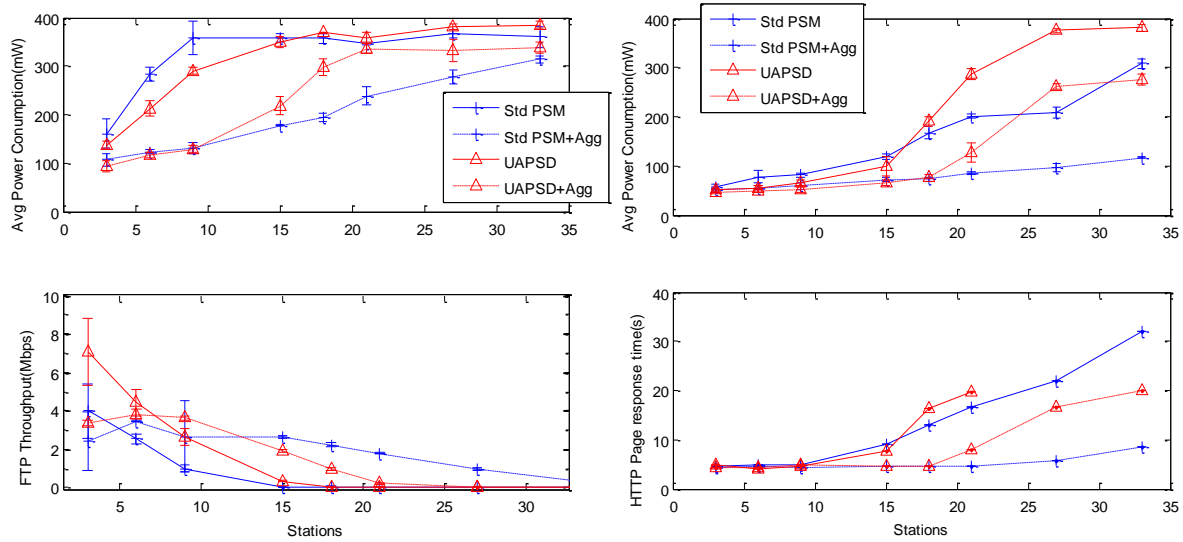 400
300
200
100
0
Avg Power Conumption(mW)
0 5 10 15 20 25 30 35
Std PSM
Std PSM+Agg
UAPSD
UAPSD+Agg
400
300
200
100
0
Avg Power Conumption(mW)
0 5 10 15 20 25 30 35
Std PSM
Std PSM+Agg
UAPSD
UAPSD+Agg
10
8
6
4
2
0
FTP Throughput(Mbps)
5 10 15 20 25 30
Stations
40
30
20
10
0
HTTP Page response time(s)
0 5 10 15 20 25 30 35
Stations